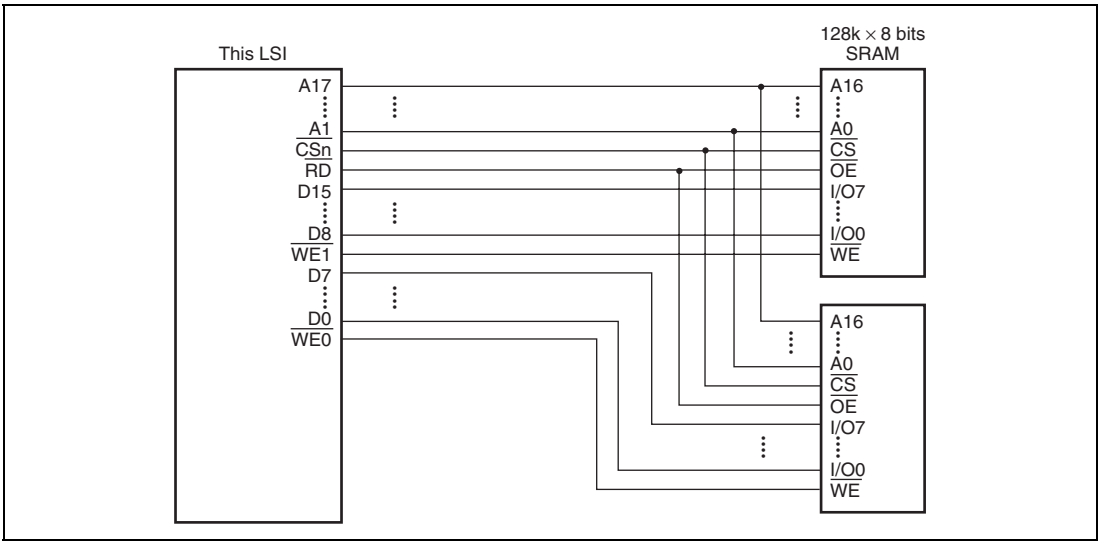 This LSI
A17
A1
CSn
RD
D15
D8
WE1
D7
D0
WE0
128k × 8 bits
SRAM
A16
A0
CS
OE
I/O7
I/O0
WE
A16
A0
CS
OE
I/O7
I/O0
WE